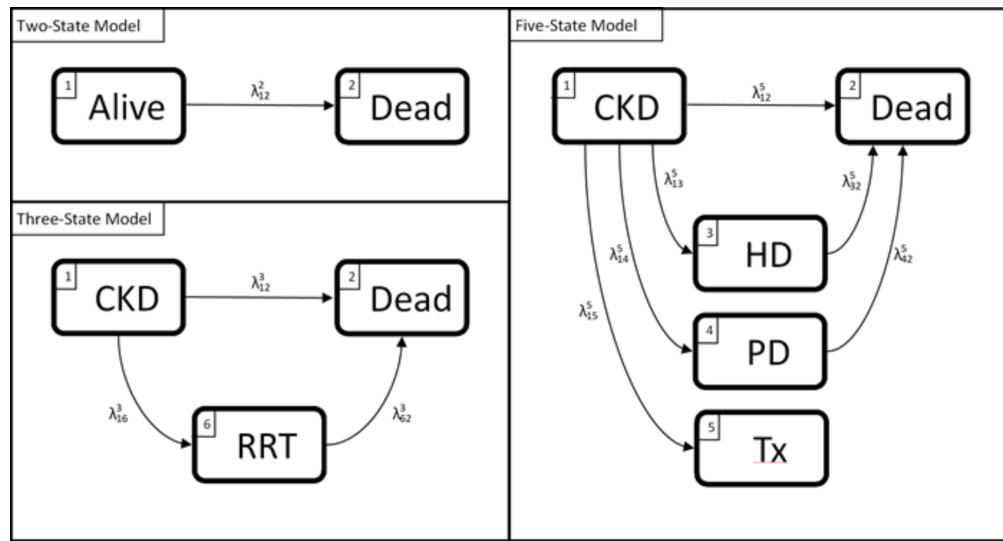 Two-State Model
1
Alive
λ²₁₂
2
Dead
Three-State Model
1
CKD
λ³₁₂
2
Dead
λ³₁₆
6
RRT
λ³₆₂
Five-State Model
1
CKD
λ⁵₁₂
2
Dead
λ⁵₁₃
λ⁵₃₂
3
HD
λ⁵₁₄
λ⁵₄₂
4
PD
λ⁵₁₅
5
Tx